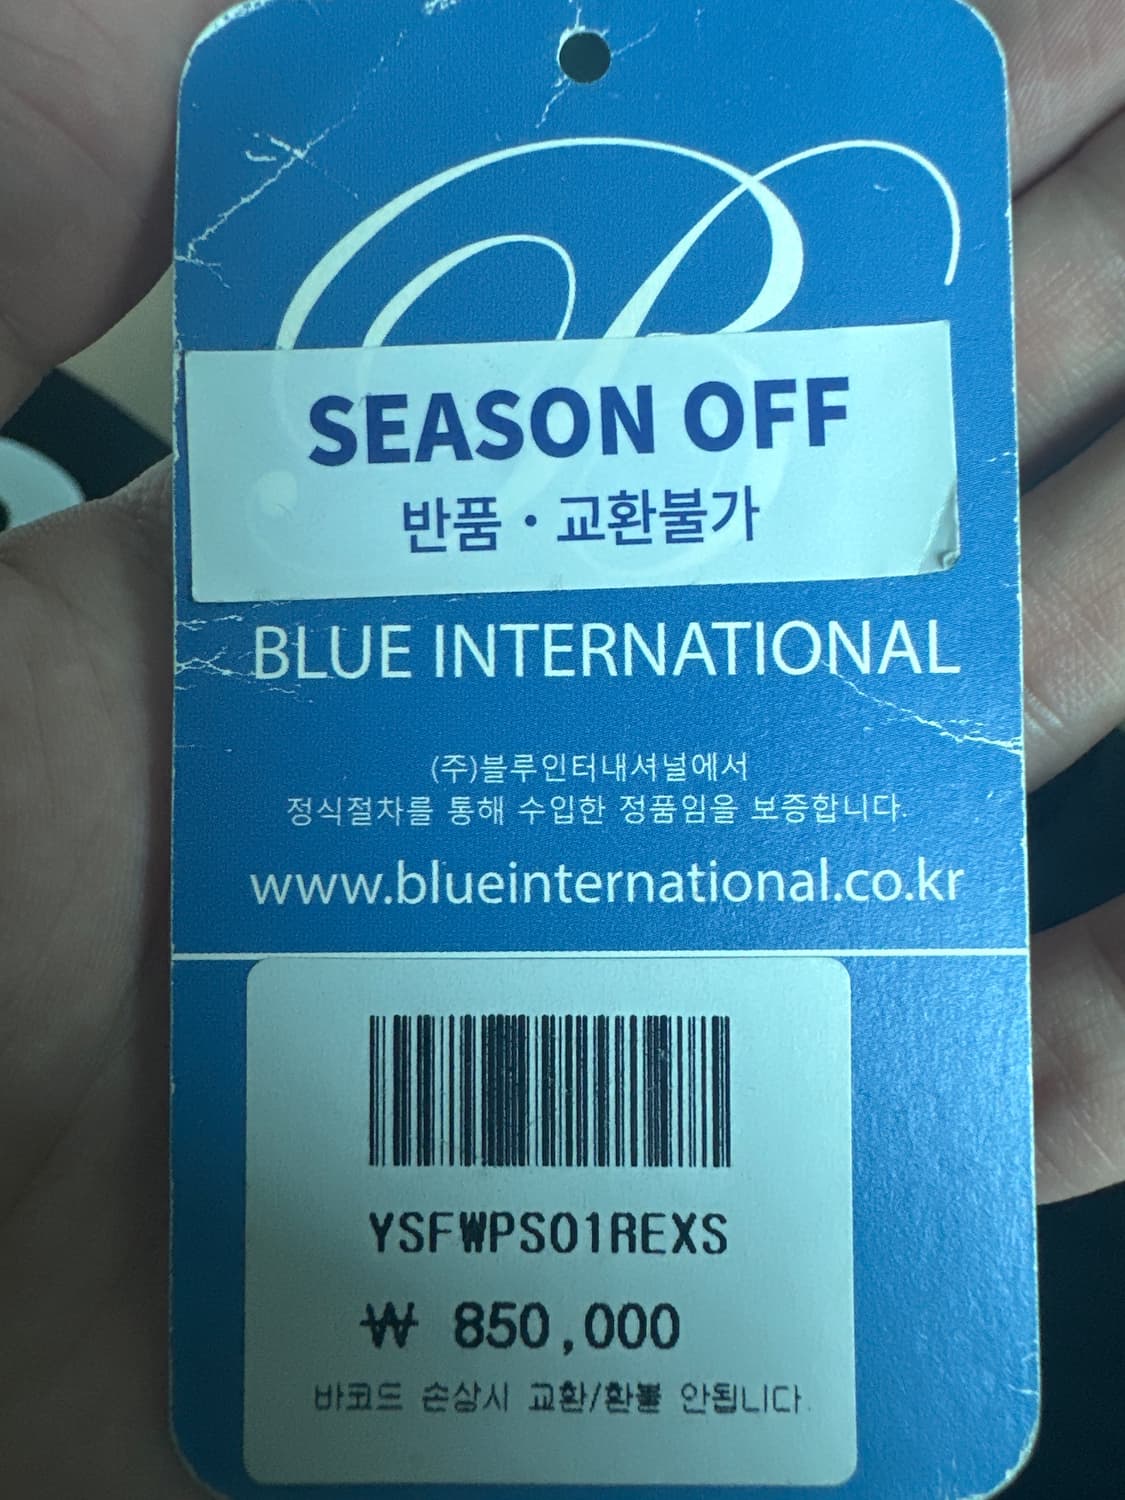 B
SEASON OFF
반품 · 교환불가
BLUE INTERNATIONAL
(주)블루인터내셔널에서
정식절차를 통해 수입한 정품임을 보증합니다.
www.blueinternational.co.kr
YSFWPS01REXS
₩ 850,000
바코드 손상시 교환/환불 안됩니다.